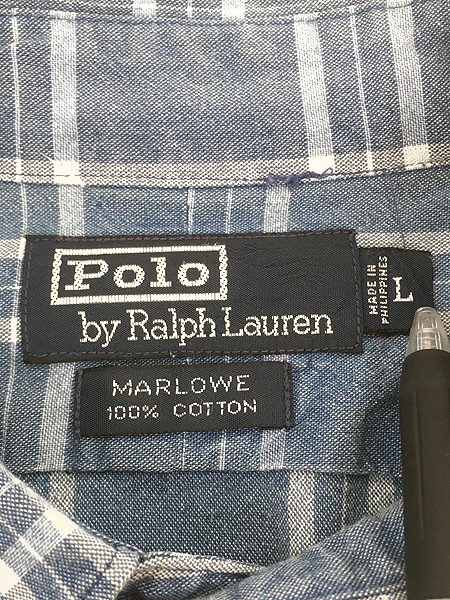 Polo
by Ralph Lauren
MADE IN
PHILIPPINES
L
MARLOWE
100% COTTON